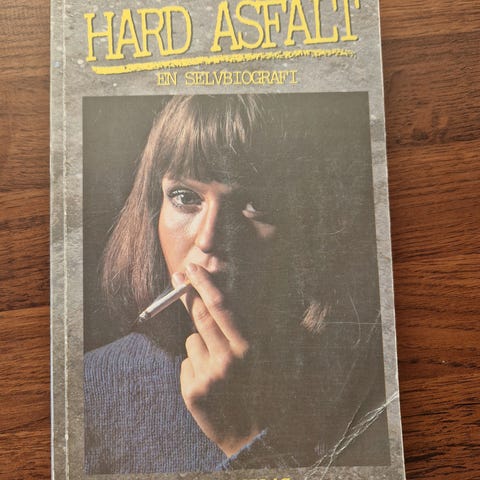 HARD ASFALT
EN SELVBIOGRAFI